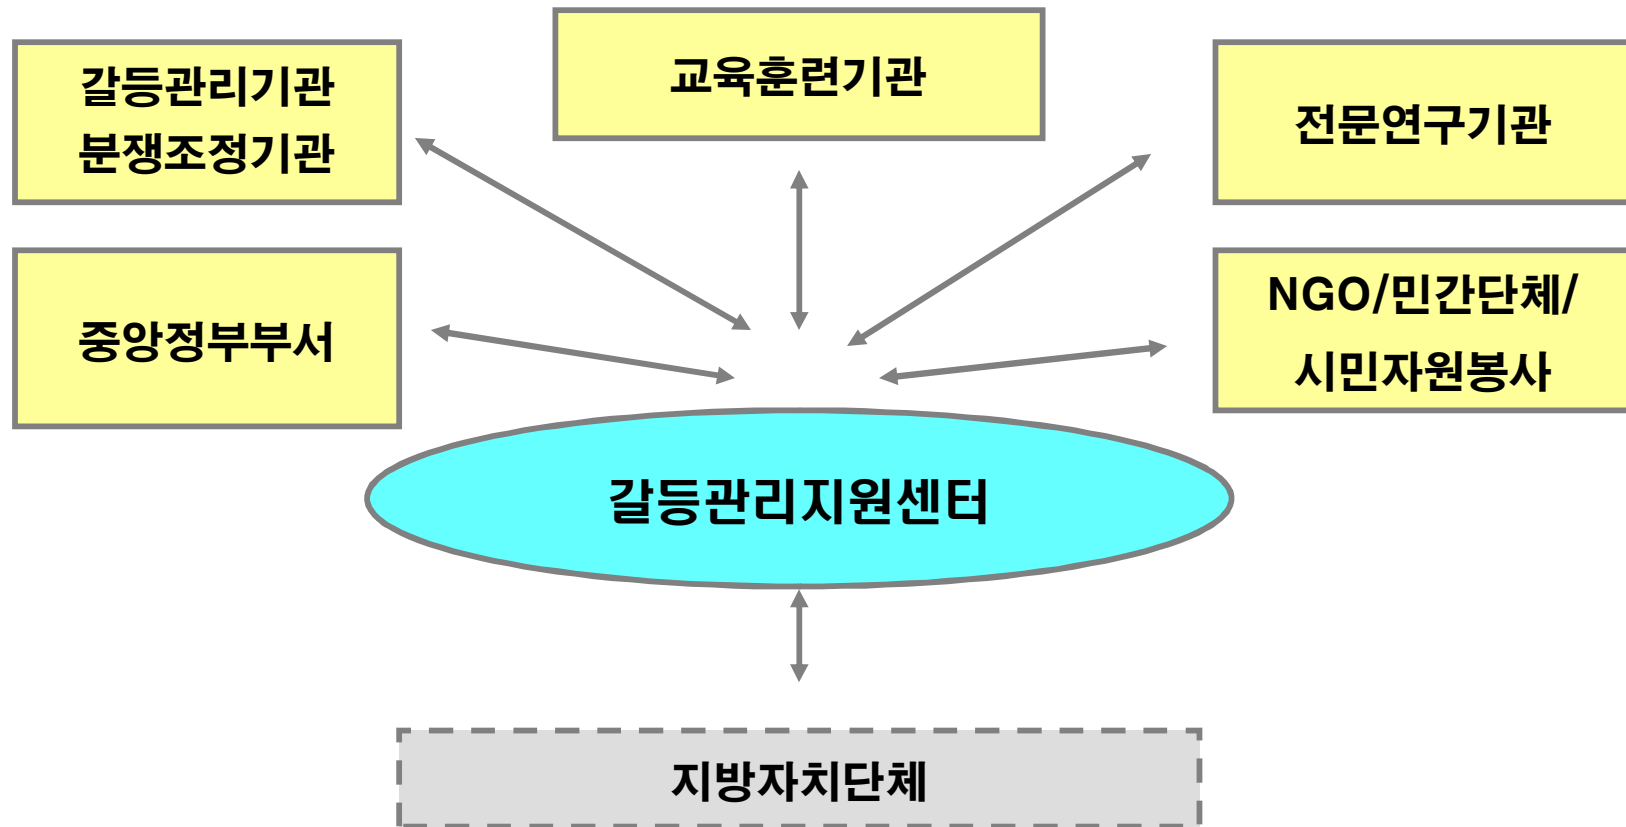 교육훈련기관
갈등관리기관
분쟁조정기관
전문연구기관
중앙정부부서
NGO/민간단체/
시민자원봉사
갈등관리지원센터
지방자치단체